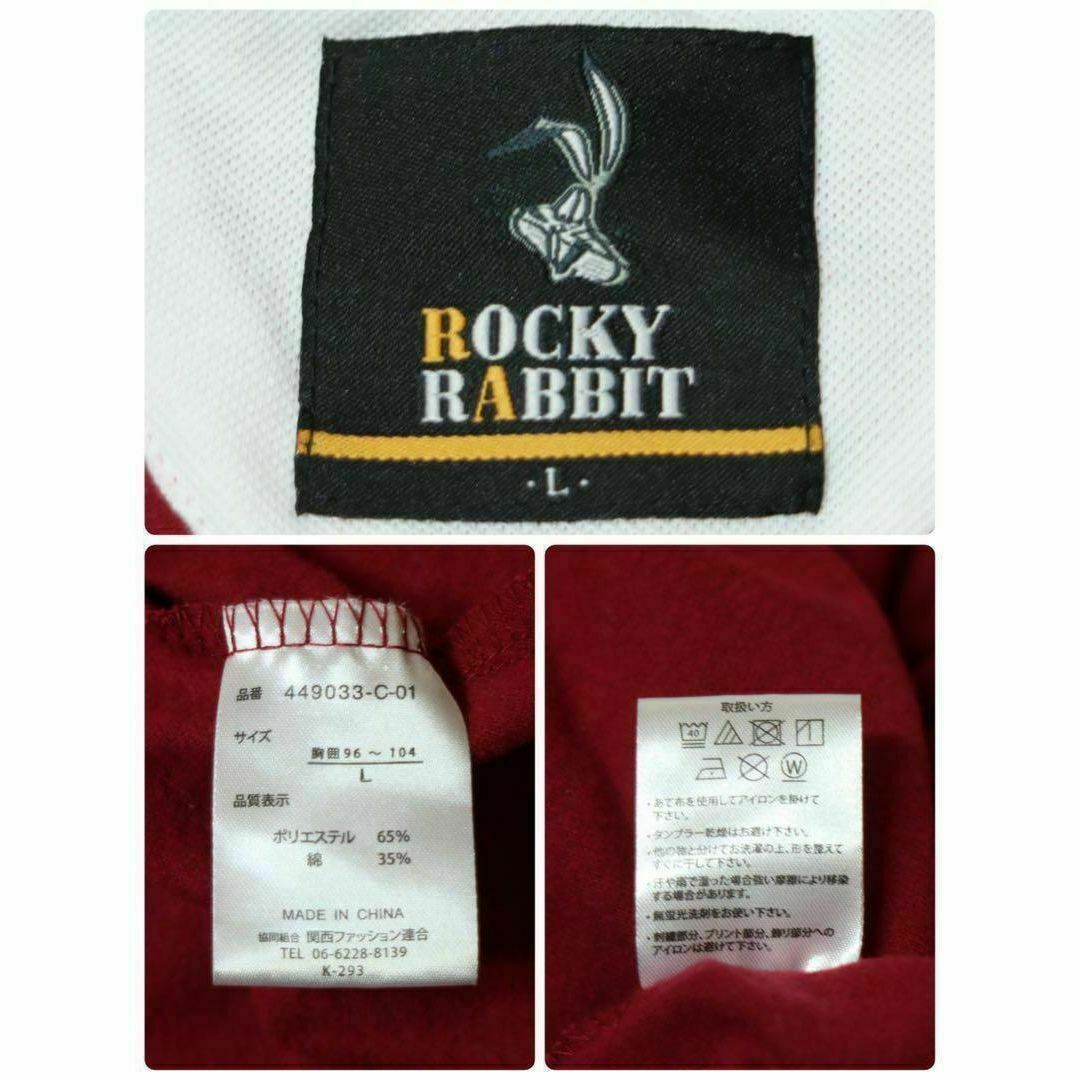 ROCKY
RABBIT
・L・
品番 449033-C-01
サイズ
胸囲96 ～ 104
L
品質表示
ポリエステル 65%
綿 35%
MADE IN CHINA
協同組合 関西ファッション連合
TEL 06-6228-8139
K-293
取扱い方
40
W
・あて布を使用してアイロンを掛けて
下さい。
・タンブラー乾燥はお避け下さい。
・他の物と分けてお洗濯の上、形を整えて
すぐに干して下さい。
・汗や雨で湿った場合強い摩擦により移染
する場合があります。
・無蛍光洗剤をお使い下さい。
・刺繍部分、プリント部分、飾り部分への
アイロンは避けて下さい。